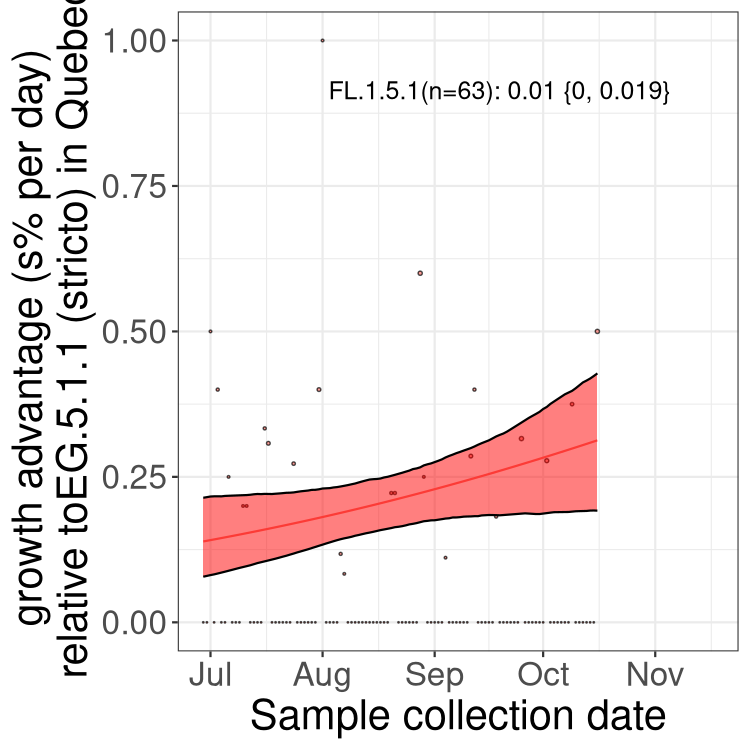 growth advantage (s% per day)
relative toEG.5.1.1 (stricto) in Quebec
1.00
0.75
0.50
0.25
0.00
FL.1.5.1(n=63): 0.01 {0, 0.019}
Jul Aug Sep Oct Nov
Sample collection date